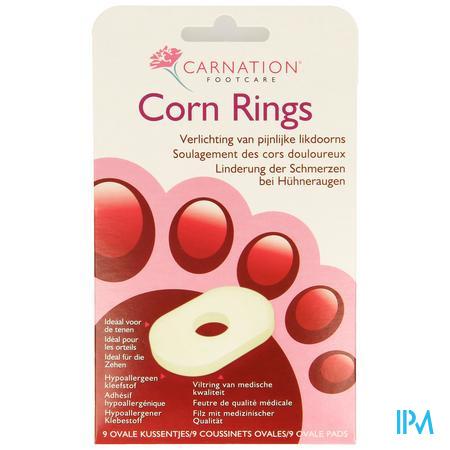 CARNATION®
FOOTCARE
Corn Rings
Verlichting van pijnlijke likdoorns
Soulagement des cors douloureux
Linderung der Schmerzen
bei Hühneraugen
Ideaal voor
de tenen
Idéal pour
les orteils
Ideal für die
Zehen
Hypoallergeen
kleefstof
Adhésif
hypoallergénique
Hypoallergener
Klebestoff
Viltring van medische
kwaliteit
Feutre de qualité médicale
Filz mit medizinischer
Qualität
9 OVALE KUSSENTJES/9 COUSSINETS OVALES/9 OVALE PADS
IPM